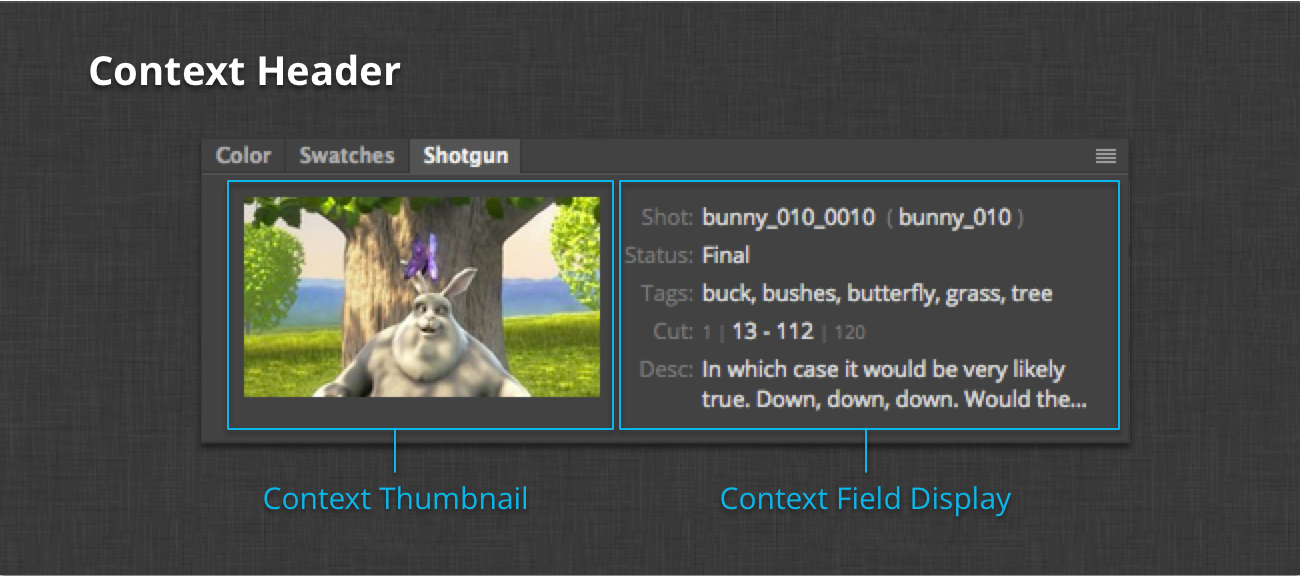 Context Header
Color Swatches Shotgun
Shot: bunny_010_0010 ( bunny_010 )
Status: Final
Tags: buck, bushes, butterfly, grass, tree
Cut: 1 | 13 - 112 | 120
Desc: In which case it would be very likely
true. Down, down, down. Would the...
Context Thumbnail
Context Field Display